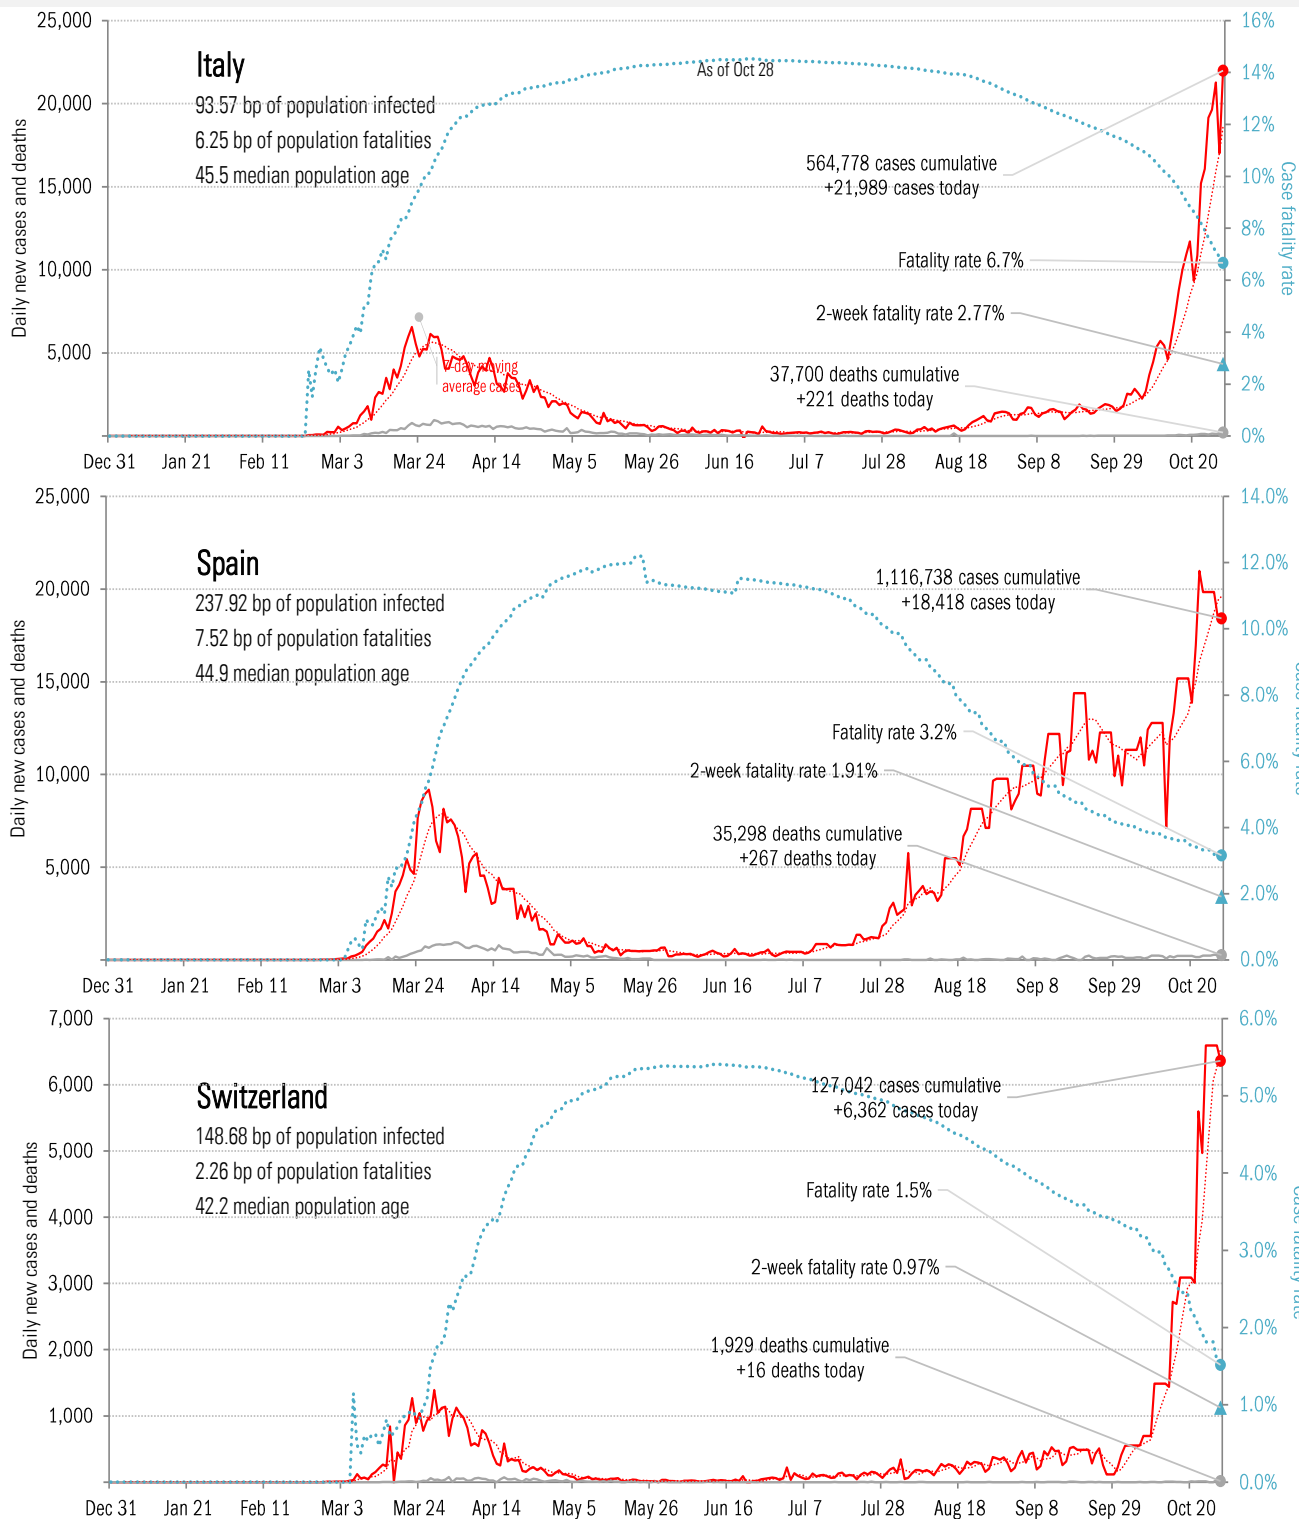 Italy
93.57 bp of population infected
6.25 bp of population fatalities
45.5 median population age
As of Oct 28
564,778 cases cumulative
+21,989 cases today
Fatality rate 6.7%
2-week fatality rate 2.77%
37,700 deaths cumulative
+221 deaths today
7-day moving
average cases
Daily new cases and deaths
Case fatality rate
25,000
20,000
15,000
10,000
5,000
16%
14%
12%
10%
8%
6%
4%
2%
0%
Dec 31 Jan 21 Feb 11 Mar 3 Mar 24 Apr 14 May 5 May 26 Jun 16 Jul 7 Jul 28 Aug 18 Sep 8 Sep 29 Oct 20
Spain
237.92 bp of population infected
7.52 bp of population fatalities
44.9 median population age
1,116,738 cases cumulative
+18,418 cases today
Fatality rate 3.2%
2-week fatality rate 1.91%
35,298 deaths cumulative
+267 deaths today
Daily new cases and deaths
25,000
20,000
15,000
10,000
5,000
14.0%
12.0%
10.0%
8.0%
6.0%
4.0%
2.0%
0.0%
Dec 31 Jan 21 Feb 11 Mar 3 Mar 24 Apr 14 May 5 May 26 Jun 16 Jul 7 Jul 28 Aug 18 Sep 8 Sep 29 Oct 20
Switzerland
148.68 bp of population infected
2.26 bp of population fatalities
42.2 median population age
127,042 cases cumulative
+6,362 cases today
Fatality rate 1.5%
2-week fatality rate 0.97%
1,929 deaths cumulative
+16 deaths today
Daily new cases and deaths
7,000
6,000
5,000
4,000
3,000
2,000
1,000
6.0%
5.0%
4.0%
3.0%
2.0%
1.0%
0.0%
Dec 31 Jan 21 Feb 11 Mar 3 Mar 24 Apr 14 May 5 May 26 Jun 16 Jul 7 Jul 28 Aug 18 Sep 8 Sep 29 Oct 20